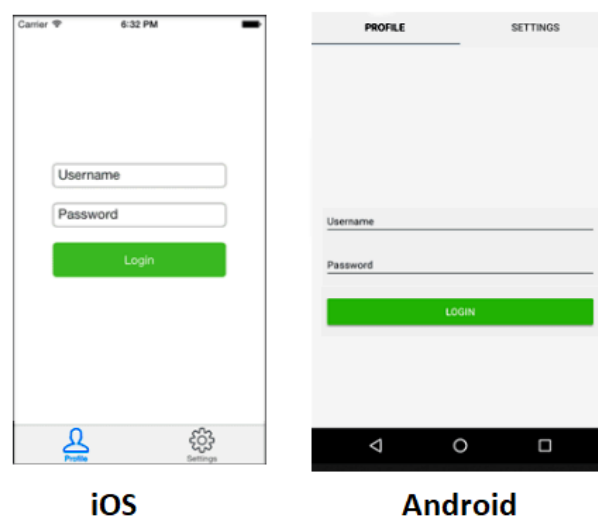 Carrier 6:32 PM
Username
Password
Login
Profile Settings
iOS
PROFILE SETTINGS
Username
Password
LOGIN
Android